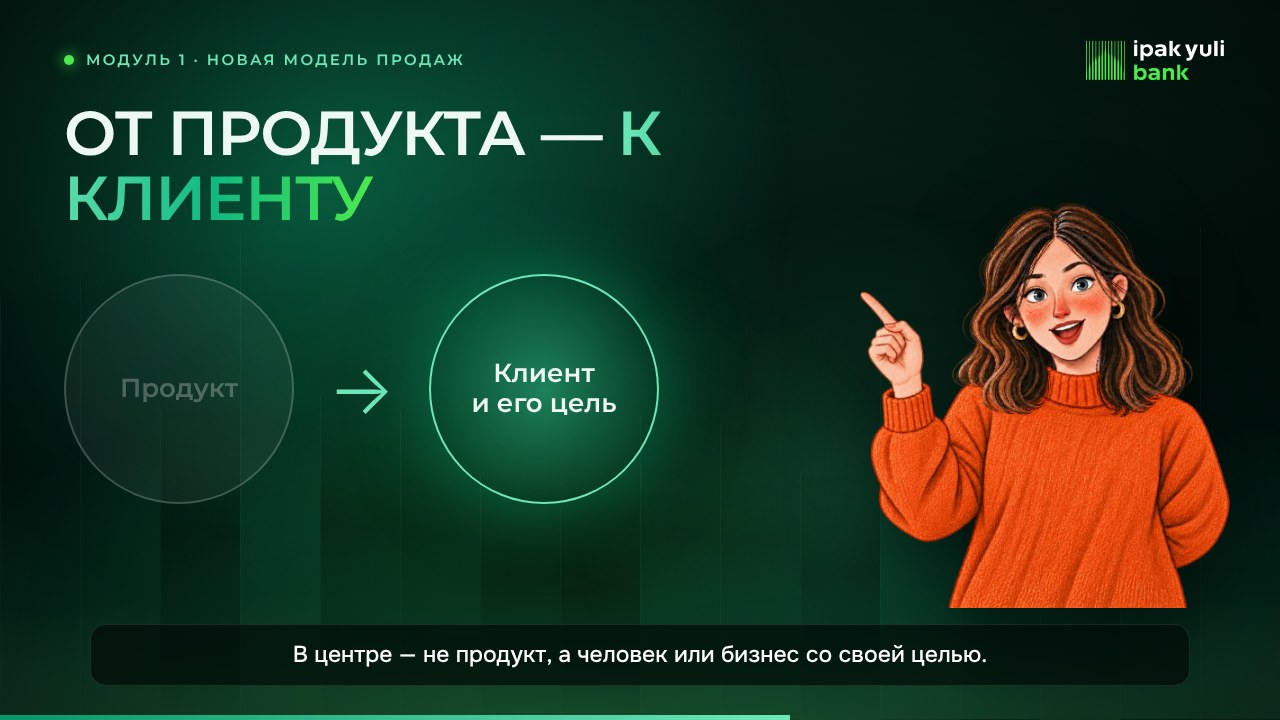 МОДУЛЬ 1 · НОВАЯ МОДЕЛЬ ПРОДАЖ
ipak yuli
bank
ОТ ПРОДУКТА — К
КЛИЕНТУ
Продукт
Клиент
и его цель
В центре — не продукт, а человек или бизнес со своей целью.